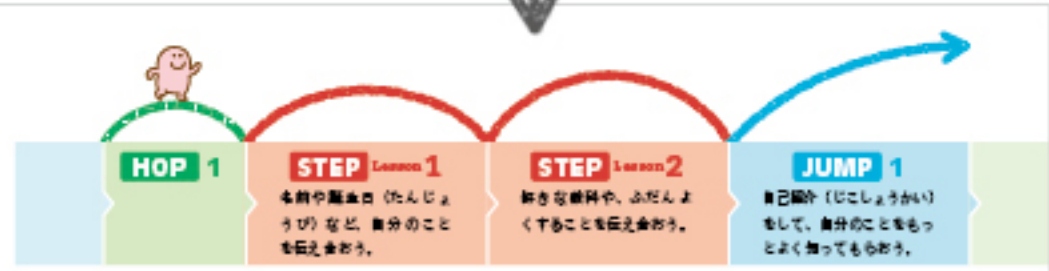 HOP 1
STEP Lesson 1
名前や誕生日（たんじょ
うび）など、自分のこと
を伝え合おう。
STEP Lesson 2
好きな教科や、ふだんよ
くすることを伝え合おう。
JUMP 1
自己紹介（じこしょうかい）
をして、自分のことをもっ
とよく知ってもらおう。